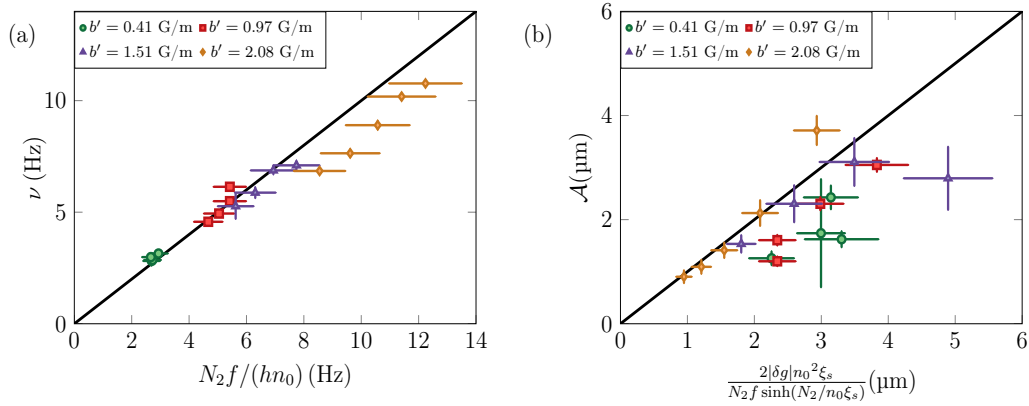 (a)
b′ = 0.41 G/m b′ = 0.97 G/m
b′ = 1.51 G/m b′ = 2.08 G/m
10
5
0
ν (Hz)
0 2 4 6 8 10 12 14
N₂f/(hn₀) (Hz)
(b)
b′ = 0.41 G/m b′ = 0.97 G/m
b′ = 1.51 G/m b′ = 2.08 G/m
6
4
2
0
𝒜(µm)
0 1 2 3 4 5 6
2|δg|n₀²ξₛ
N₂f sinh(N₂/n₀ξₛ) (µm)